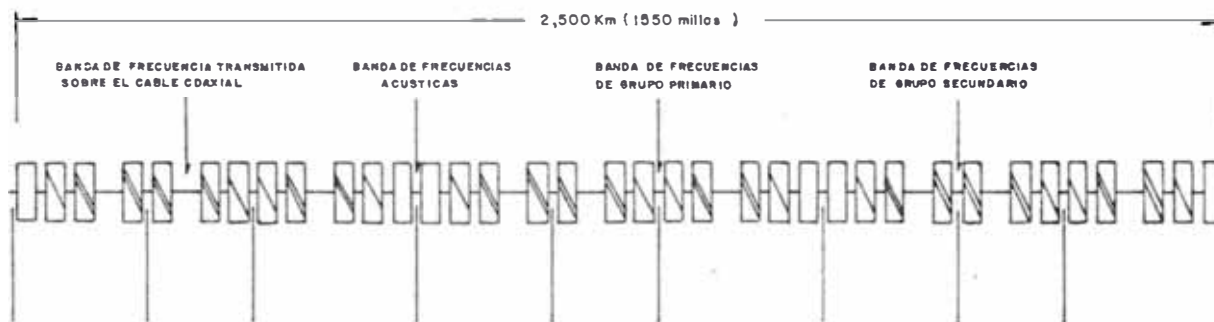 2,500 Km (1550 millas)
BANDA DE FRECUENCIA TRANSMITIDA
SOBRE EL CABLE COAXIAL
BANDA DE FRECUENCIAS
ACUSTICAS
BANDA DE FRECUENCIAS
DE GRUPO PRIMARIO
BANDA DE FRECUENCIAS
DE GRUPO SECUNDARIO